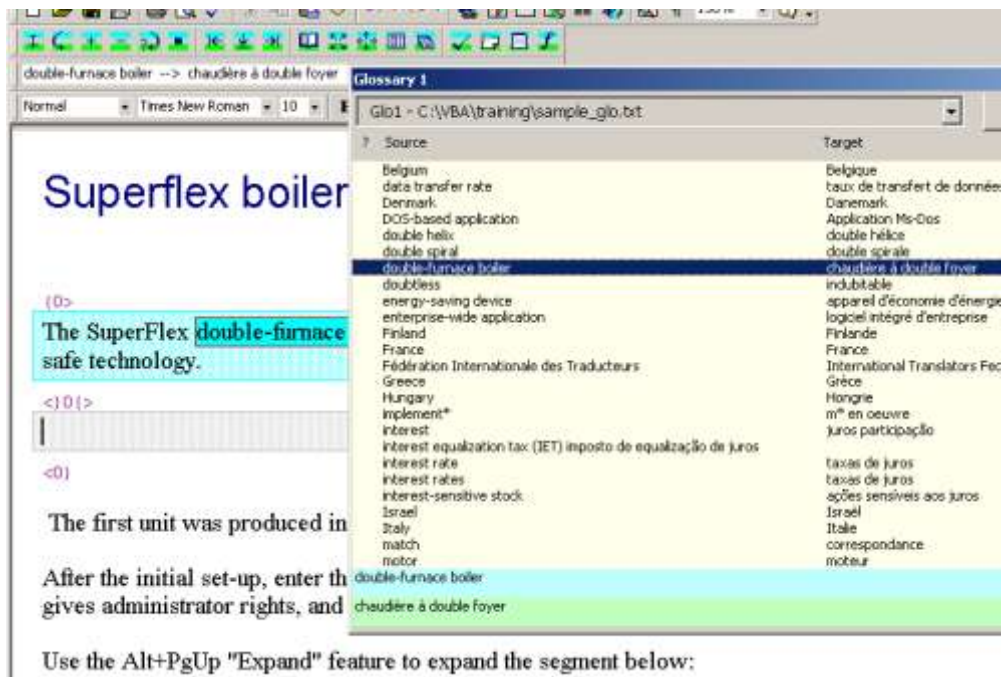 double-furnace boiler --> chaudière à double foyer
Normal Times New Roman 10
Glossary 1
Glo1 - C:\VBA\training\sample_glo.txt
? Source Target
Belgium Belgique
data transfer rate taux de transfert de données
Denmark Danemark
DOS-based application Application Ms-Dos
double helix double hélice
double spiral double spirale
double-furnace boiler chaudière à double foyer
doubtless indubitable
energy-saving device appareil d'économie d'énergie
enterprise-wide application logiciel intégré d'entreprise
Finland Finlande
France France
Fédération Internationale des Traducteurs International Translators Fec
Greece Grèce
Hungary Hongrie
implement* m* en oeuvre
interest juros participação
interest equalization tax (IET) imposto de equalização de juros
interest rate taxas de juros
interest rates taxas de juros
interest-sensitive stock ações sensíveis aos juros
Israel Israël
Italy Italie
match correspondance
motor moteur
double-furnace boiler
chaudière à double foyer
Superflex boiler
{0>
The SuperFlex double-furnace
safe technology.
<}0{>
<0}
The first unit was produced in
After the initial set-up, enter th
gives administrator rights, and
Use the Alt+PgUp "Expand" feature to expand the segment below: